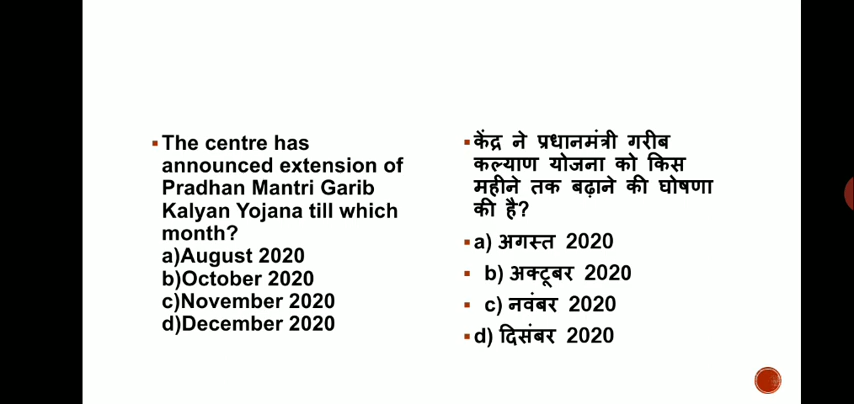 The centre has
announced extension of
Pradhan Mantri Garib
Kalyan Yojana till which
month?
a)August 2020
b)October 2020
c)November 2020
d)December 2020
केंद्र ने प्रधानमंत्री गरीब
कल्याण योजना को किस
महीने तक बढ़ाने की घोषणा
की है?
a) अगस्त 2020
b) अक्टूबर 2020
c) नवंबर 2020
d) दिसंबर 2020